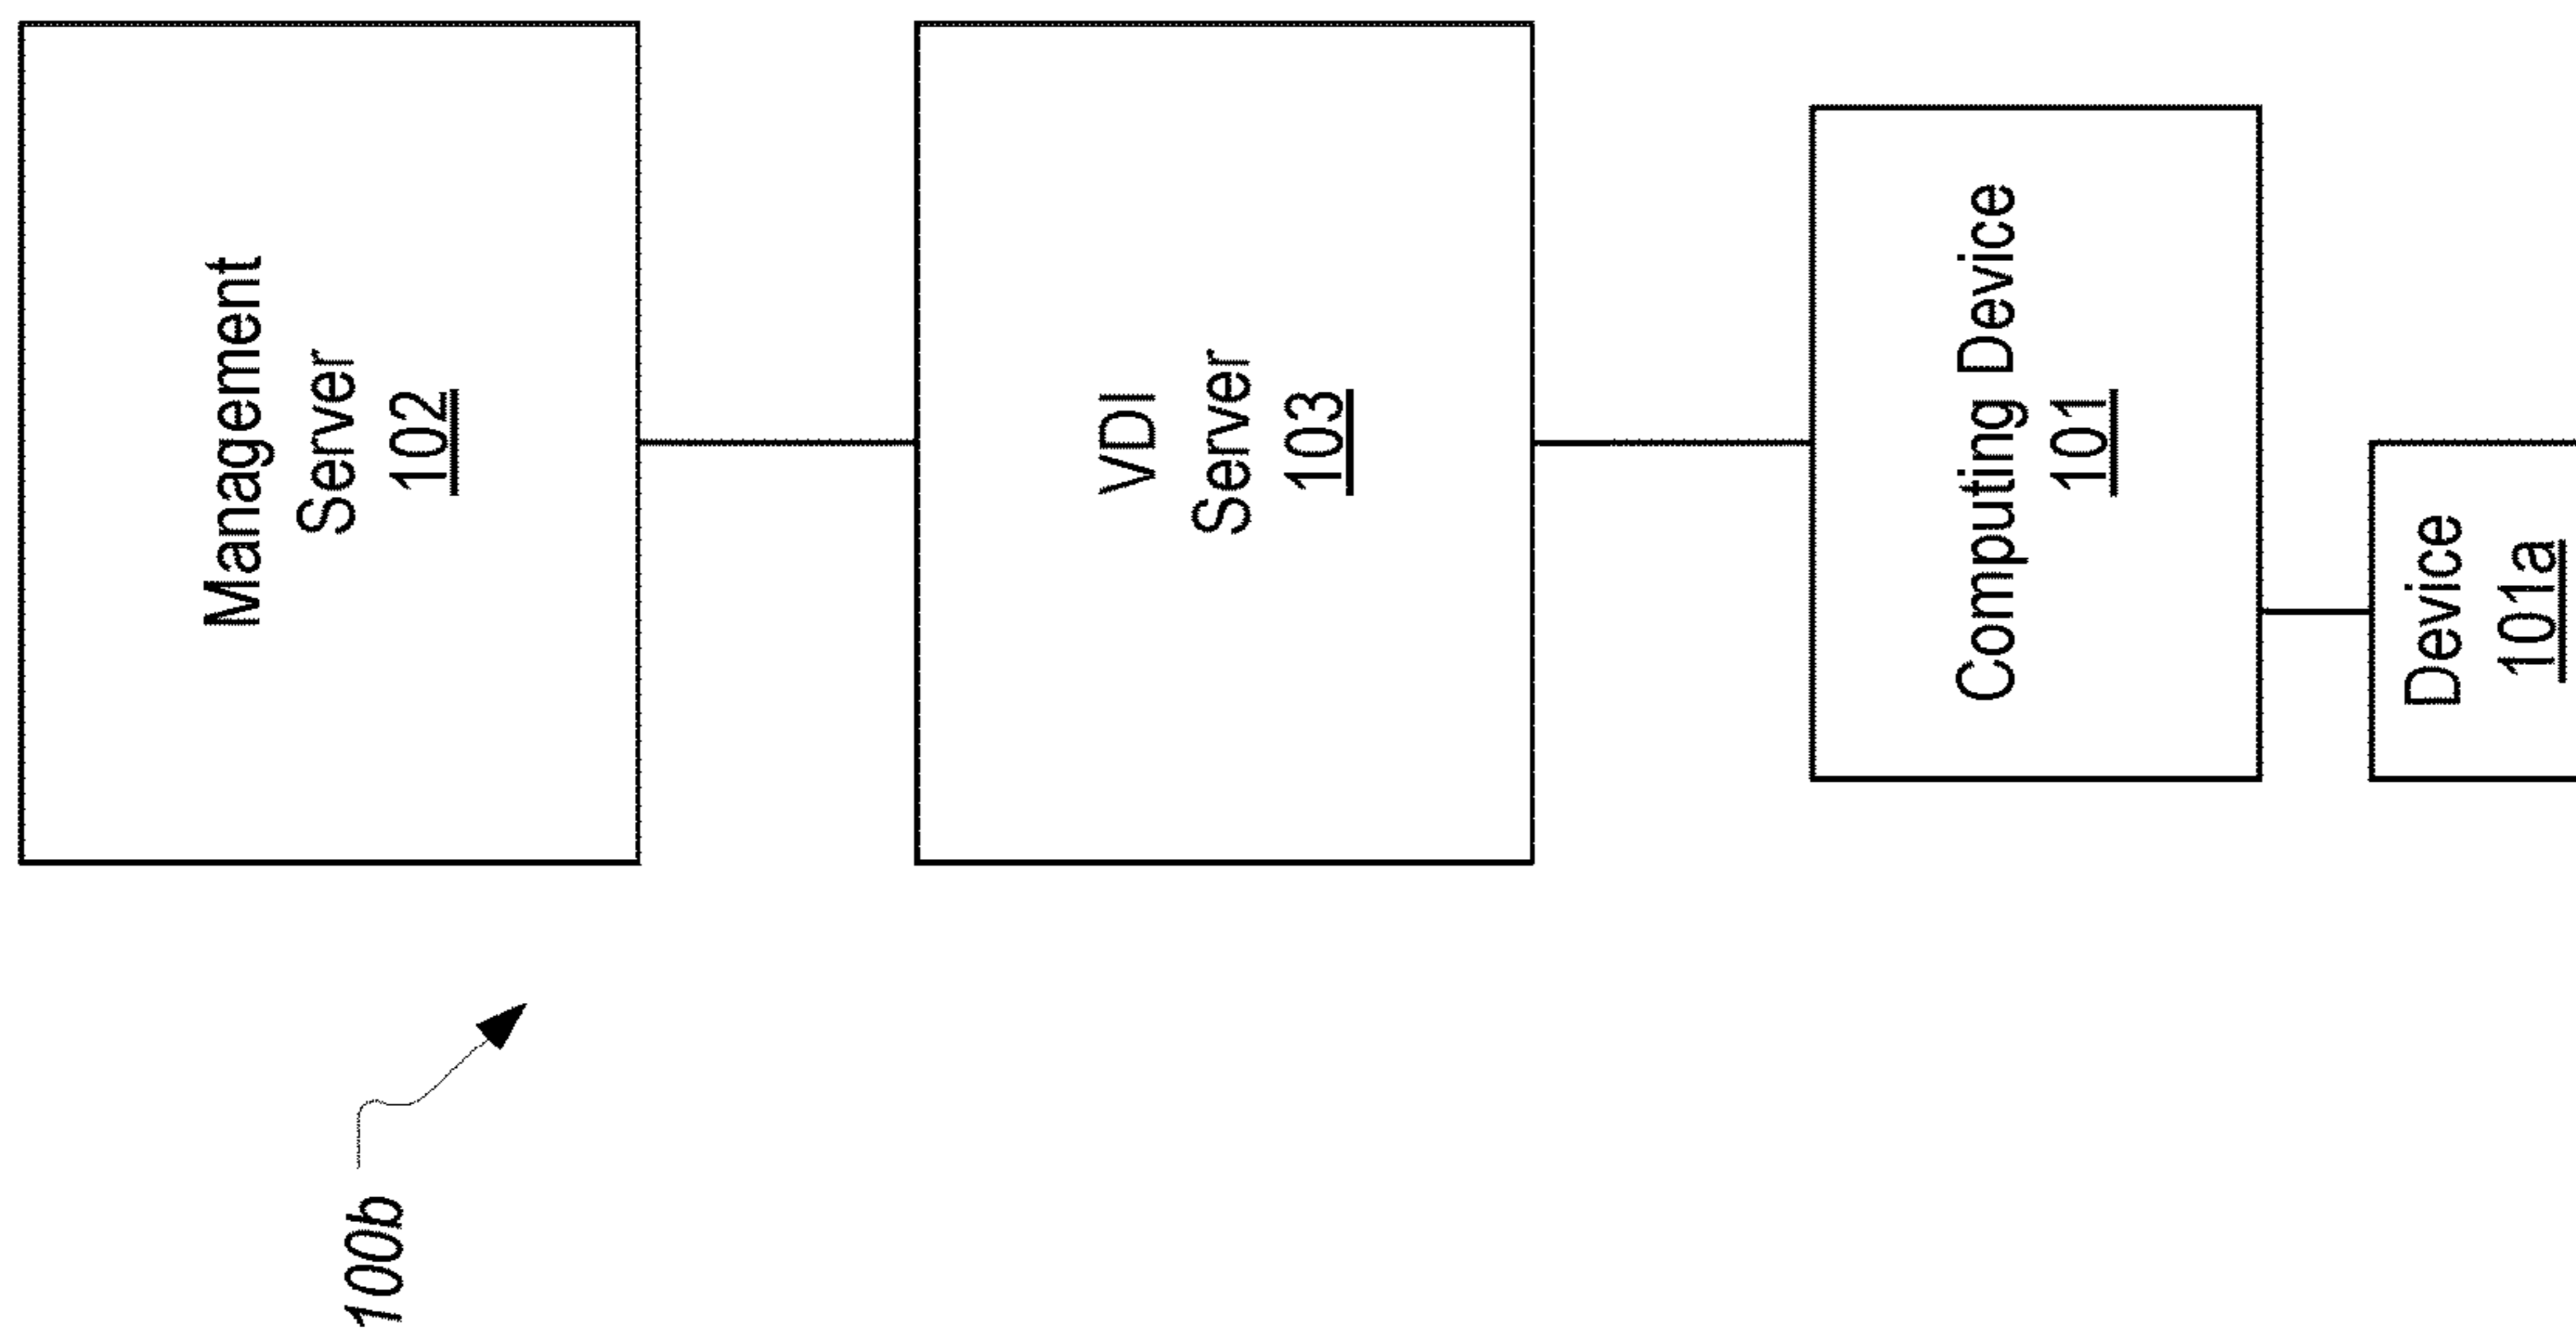 Management
Server
102
VDI
Server
103
Computing Device
101
Device
101a
100b